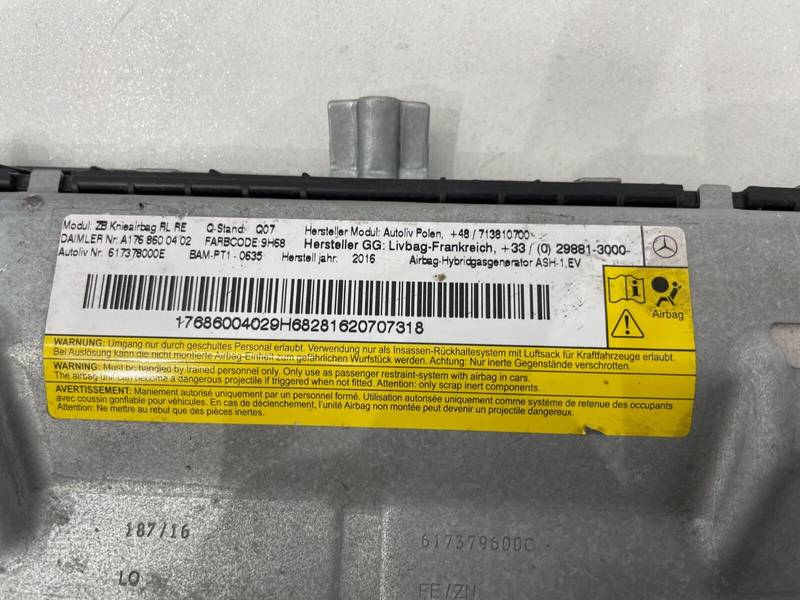 Modul: ZB.Knieairbag RL RE Q-Stand: Q07 Hersteller Modul: Autoliv Polen, +48/713810700
DAIMLER Nr: A176 860 04 02 FARBCODE:9H68 Hersteller GG: Livbag-Frankreich, +33/(0) 29881-3000
Autoliv Nr: 617378000E BAM-PT1-0635 Herstelljahr: 2016 Airbag-Hybridgasgenerator ASH-1,EV
17686004029H68281620707318
Airbag
WARNUNG: Umgang nur durch geschultes Personal erlaubt. Verwendung nur als Insassen-Rückhaltesystem mit Luftsack für Kraftfahrzeuge erlaubt.
Bei Auslösung kann die nicht montierte Airbag-Einheit zum gefährlichen Wurfstück werden. Achtung: Nur inerte Gegenstände verschrotten.
WARNING: Must be handled by trained personnel only. Only use as passenger restraint-system with airbag in cars.
The airbag unit can become a dangerous projectile if triggered when not fitted. Attention: only scrap inert components.
AVERTISSEMENT: Maniement autorisé uniquement par un personnel formé. Utilisation autorisée uniquement comme système de retenue des occupants
avec coussin gonflable pour véhicules. En cas de déclenchement, l'unité Airbag non montée peut devenir un projectile dangereux.
Attention: Ne mettre au rebut que des pièces inertes.
187/16
617379600C
LO
FE/ZN